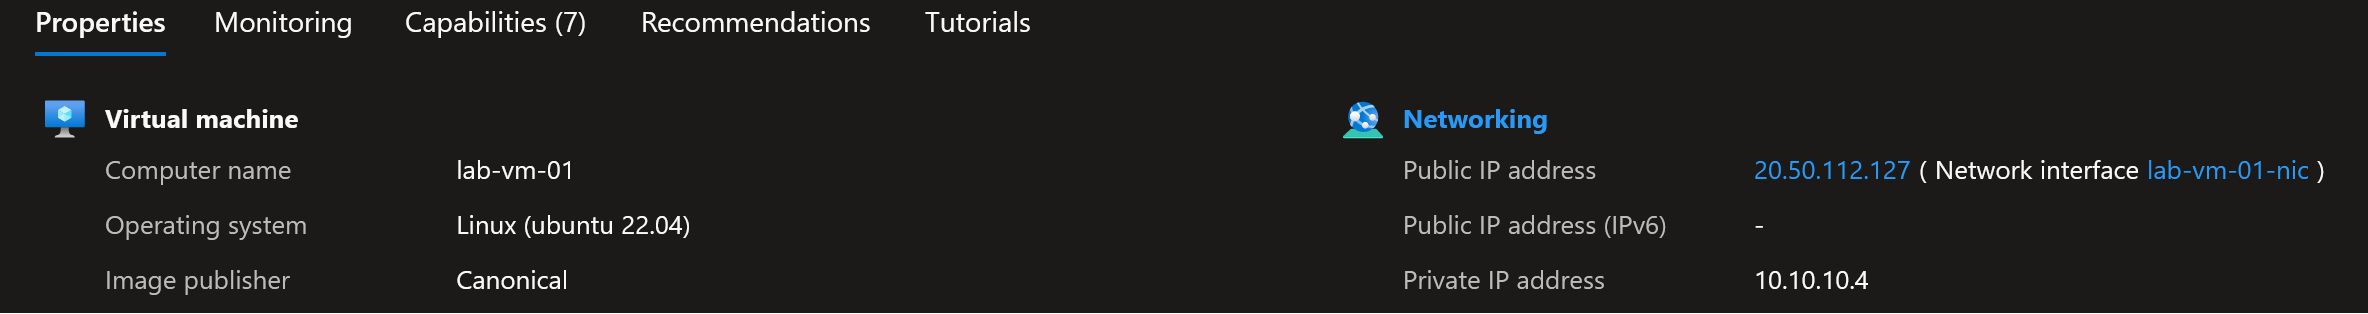 Properties Monitoring Capabilities (7) Recommendations Tutorials
Virtual machine
Computer name lab-vm-01
Operating system Linux (ubuntu 22.04)
Image publisher Canonical
Networking
Public IP address 20.50.112.127 ( Network interface lab-vm-01-nic )
Public IP address (IPv6) -
Private IP address 10.10.10.4